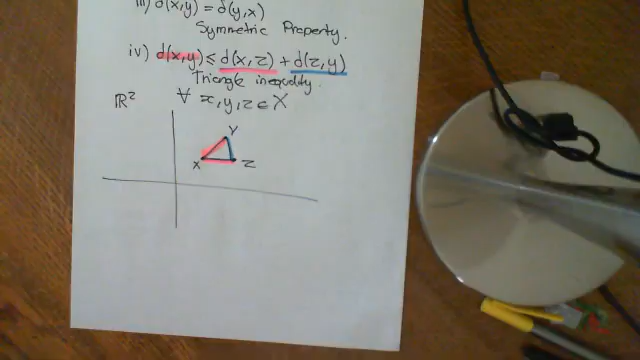 iii) d(x,y) = d(y,x)
Symmetric Property.
iv) d(x,y) ≤ d(x,z) + d(z,y)
Triangle inequality.
∀ x,y,z ∈ X
ℝ²
Y
X
Z